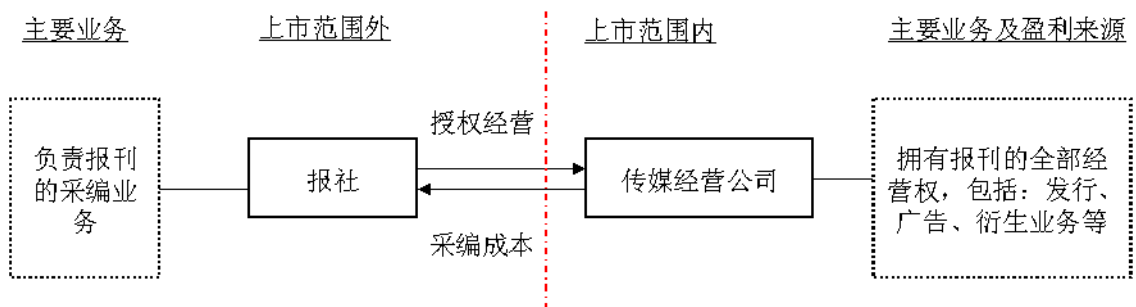 主要业务
上市范围外
上市范围内
主要业务及盈利来源
授权经营
负责报刊
的采编业
务
报社
传媒经营公司
拥有报刊的全部经
营权，包括：发行、
广告、衍生业务等
采编成本